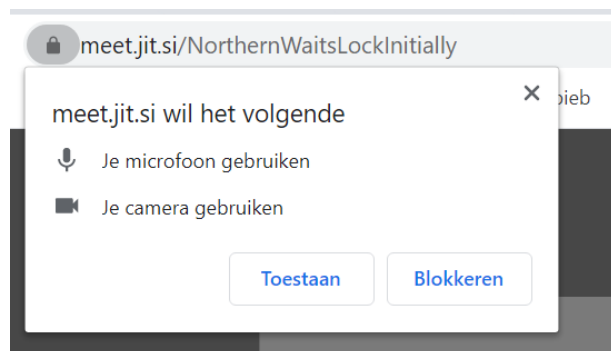 meet.jit.si/NorthernWaitsLockInitially
meet.jit.si wil het volgende
Je microfoon gebruiken
Je camera gebruiken
Toestaan Blokkeren